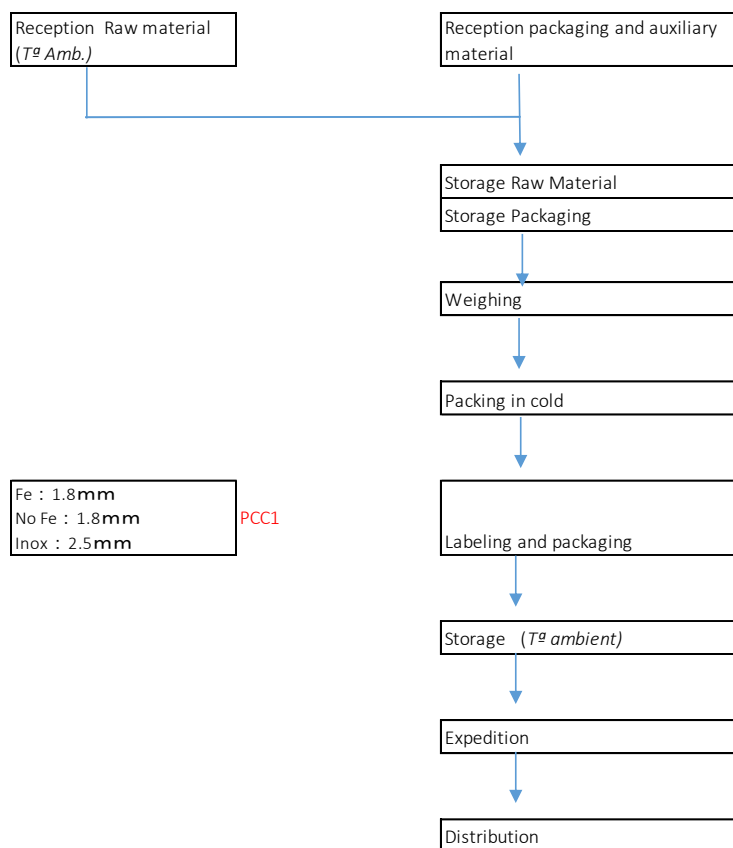 Reception Raw material
(Tª Amb.)
Reception packaging and auxiliary
material
Storage Raw Material
Storage Packaging
Weighing
Packing in cold
Fe : 1.8mm
No Fe : 1.8mm
Inox : 2.5mm
PCC1
Labeling and packaging
Storage (Tª ambient)
Expedition
Distribution